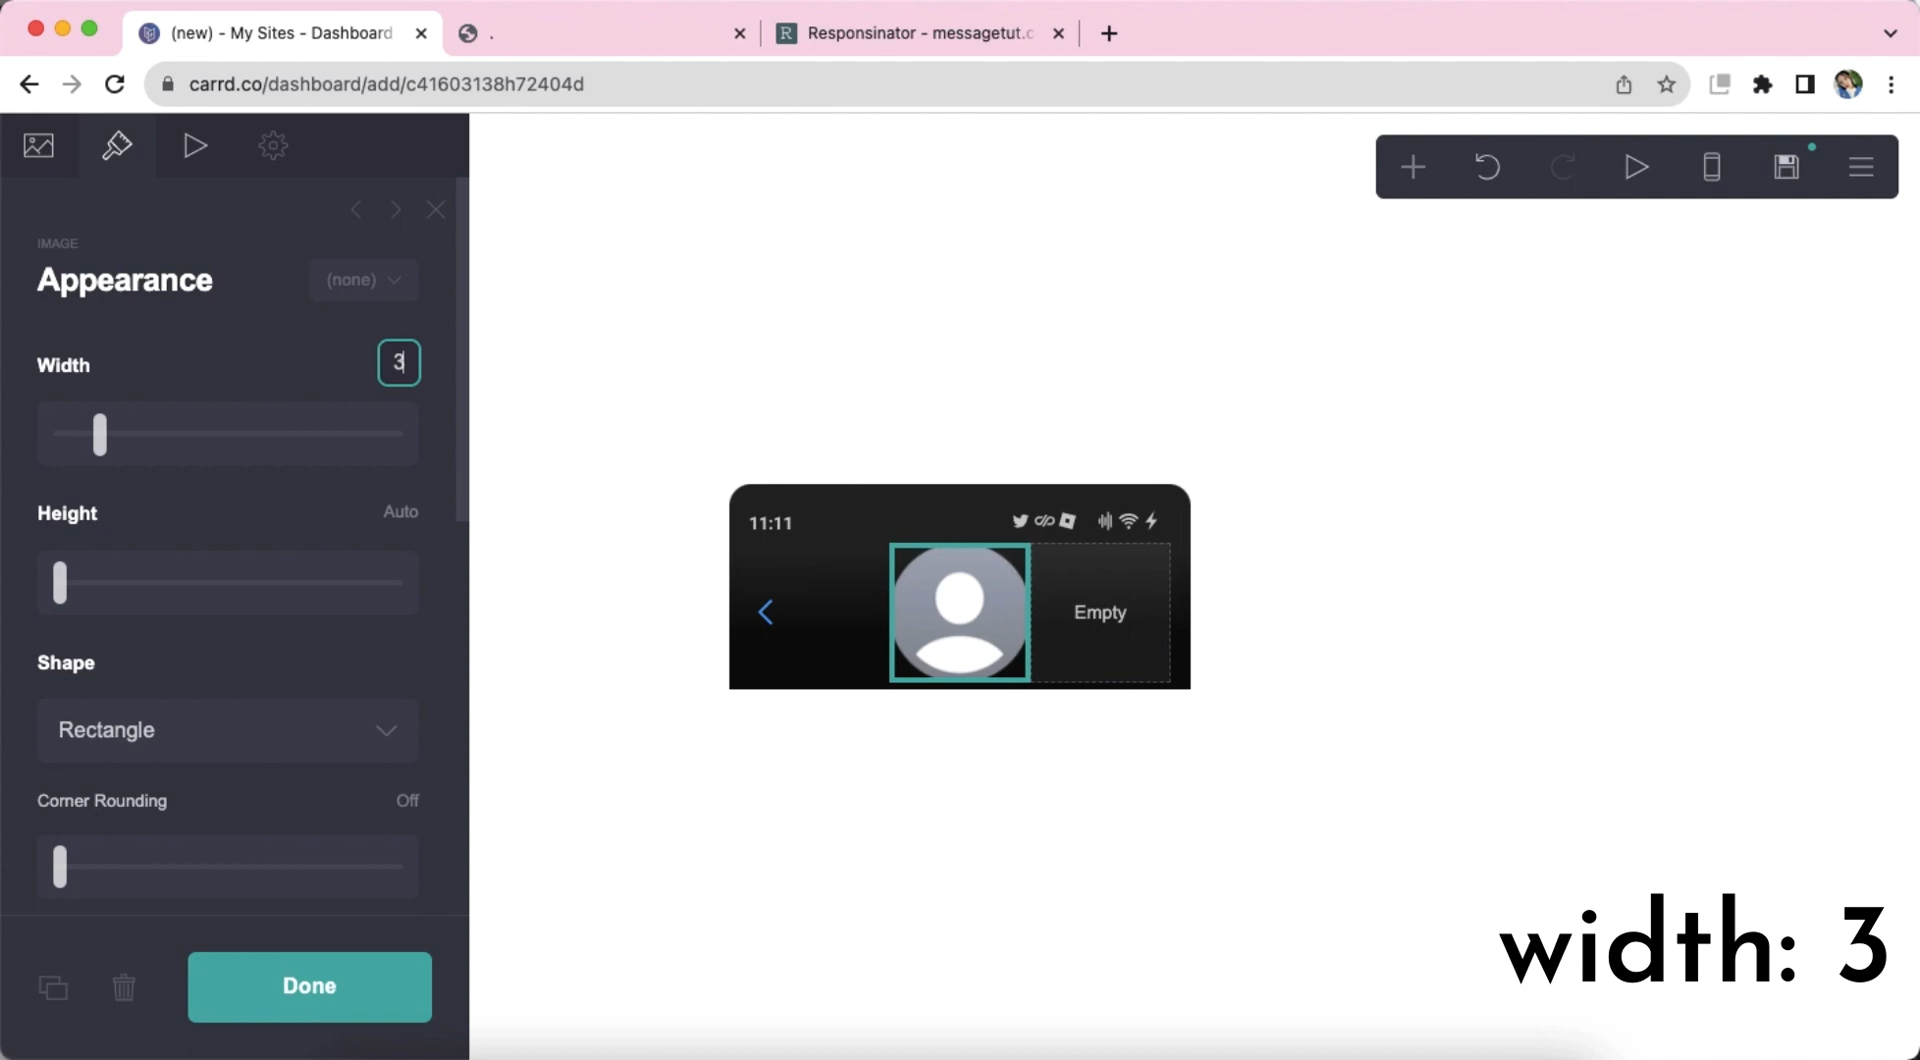 (new) - My Sites - Dashboard
.
Responsinator - messagetut.c
carrd.co/dashboard/add/c41603138h72404d
IMAGE
Appearance
(none)
Width
3
Height
Auto
Shape
Rectangle
Corner Rounding
Off
Done
11:11
Empty
width: 3